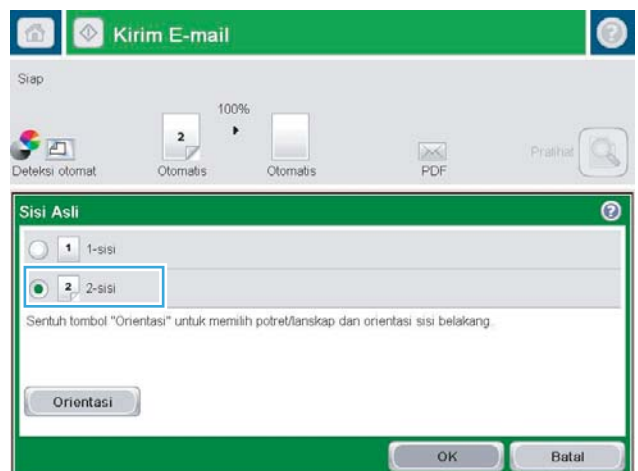 Kirim E-mail
Siap
100%
2
Deteksi otomat
Otomatis
Otomatis
PDF
Pralihat
Sisi Asli
1 1-sisi
2 2-sisi
Sentuh tombol "Orientasi" untuk memilih potret/lanskap dan orientasi sisi belakang.
Orientasi
OK Batal